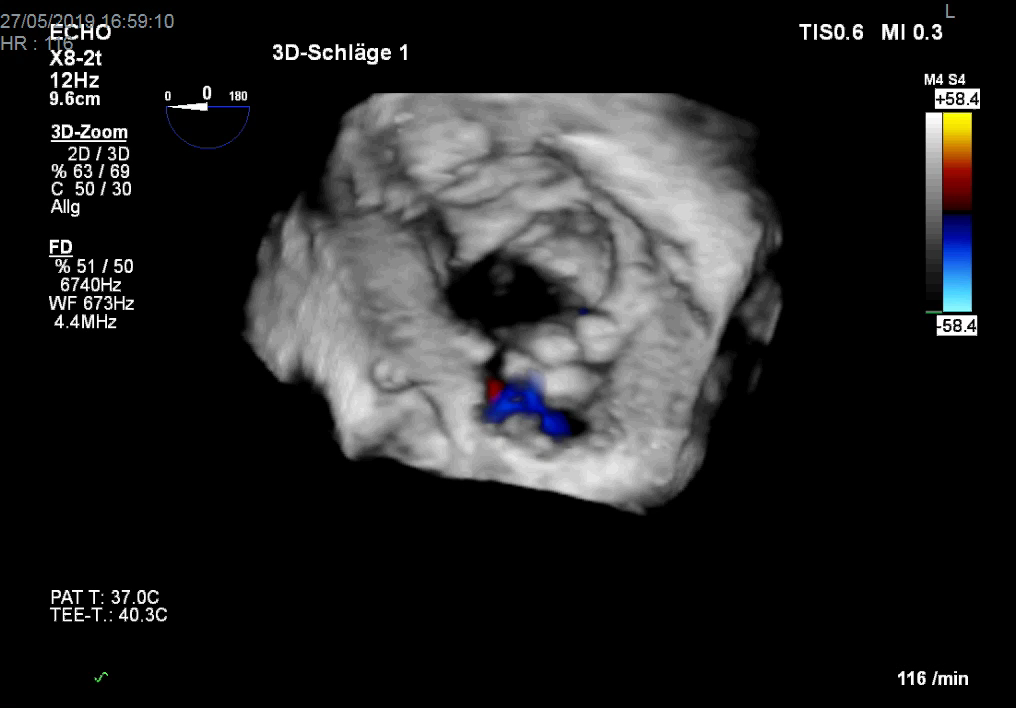 27/05/2019 16:59:10
HR : 116
ECHO
X8-2t
12Hz
9.6cm
3D-Zoom
2D / 3D
% 63 / 69
C 50 / 30
Allg
FD
% 51 / 50
6740Hz
WF 673Hz
4.4MHz
3D-Schläge 1
0 0 180
L
TIS0.6 MI 0.3
M4 S4
+58.4
-58.4
PAT T: 37.0C
TEE-T.: 40.3C
116 /min